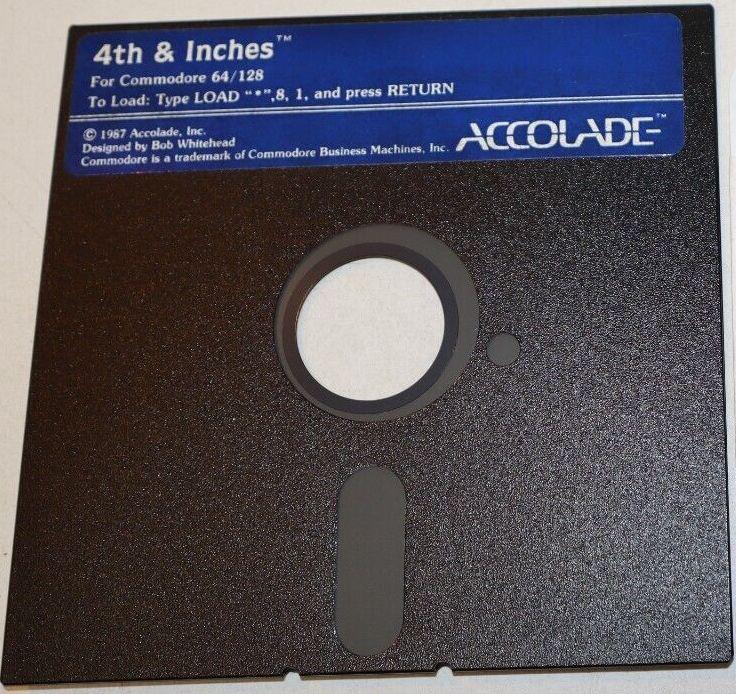 4th & Inches™
For Commodore 64/128
To Load: Type LOAD "*",8, 1, and press RETURN
© 1987 Accolade, Inc.
Designed by Bob Whitehead
Commodore is a trademark of Commodore Business Machines, Inc.
ACCOLADE™